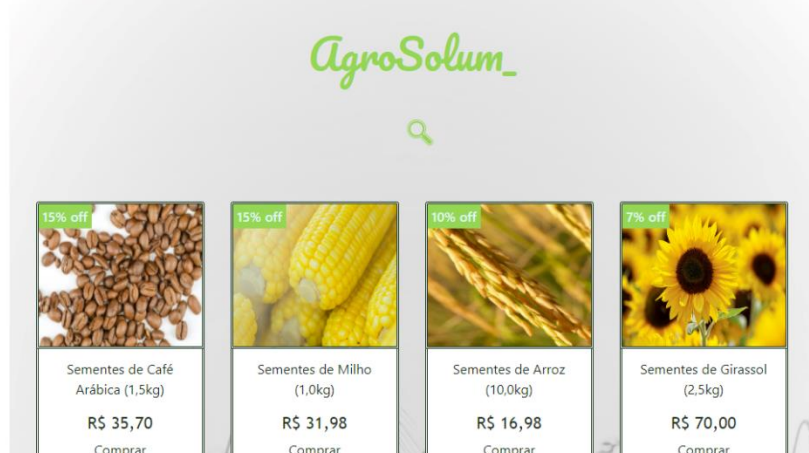 AgroSolum_
15% off
15% off
10% off
7% off
Sementes de Café
Arábica (1,5kg)
R$ 35,70
Comprar
Sementes de Milho
(1,0kg)
R$ 31,98
Comprar
Sementes de Arroz
(10,0kg)
R$ 16,98
Comprar
Sementes de Girassol
(2,5kg)
R$ 70,00
Comprar